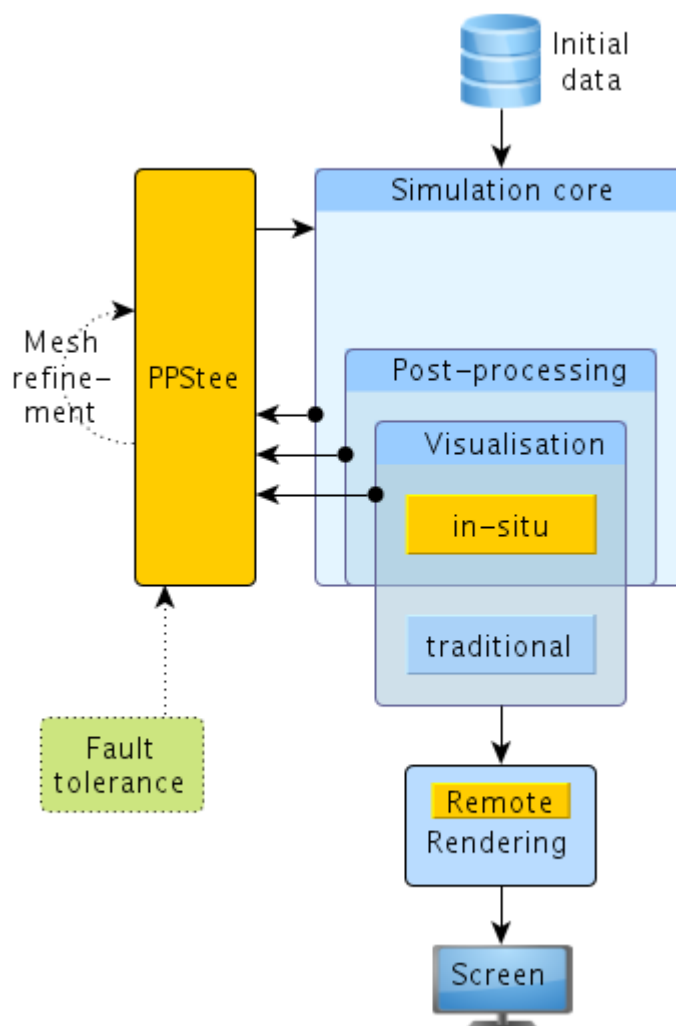 Initial
data
Simulation core
Mesh
refine–
ment
PPStee
Post–processing
Visualisation
in–situ
traditional
Fault
tolerance
Remote
Rendering
Screen